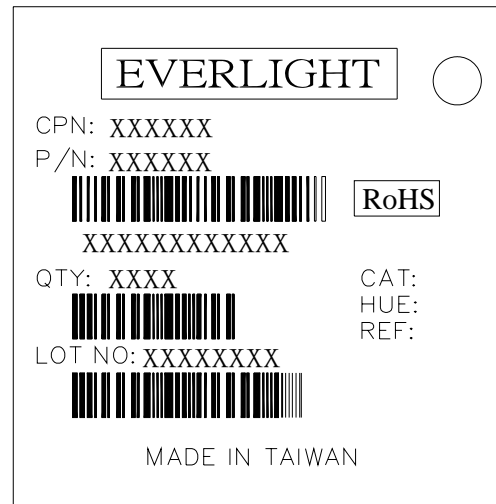 EVERLIGHT
CPN: XXXXXX
P/N: XXXXXX
RoHS
XXXXXXXXXXXX
QTY: XXXX
CAT:
HUE:
REF:
LOT NO: XXXXXXXX
MADE IN TAIWAN